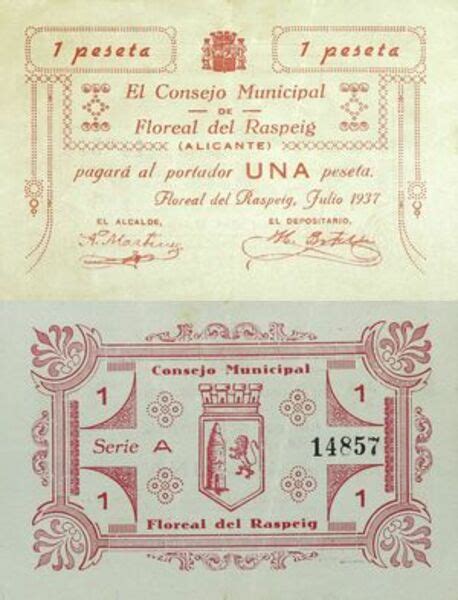 1 peseta 1 peseta
El Consejo Municipal
DE
Floreal del Raspeig
(ALICANTE)
pagará al portador UNA peseta.
Floreal del Raspeig, Julio 1937
EL ALCALDE, EL DEPOSITARIO,
Consejo Municipal
1 1
Serie A 14857
1 1
Floreal del Raspeig